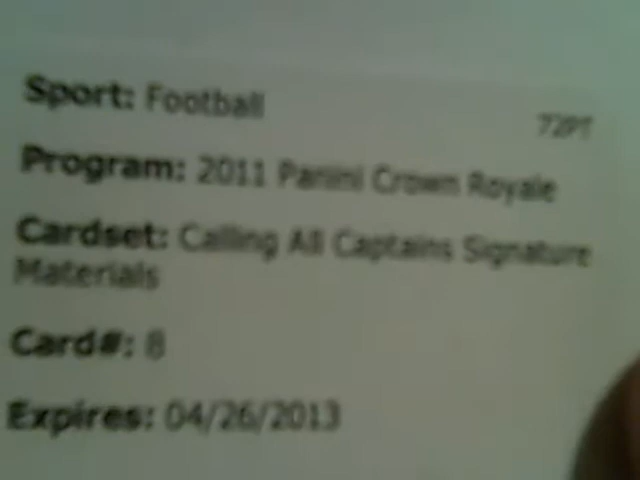 Sport: Football
72PT
Program: 2011 Panini Crown Royale
Cardset: Calling All Captains Signature
Materials
Card#: 8
Expires: 04/26/2013